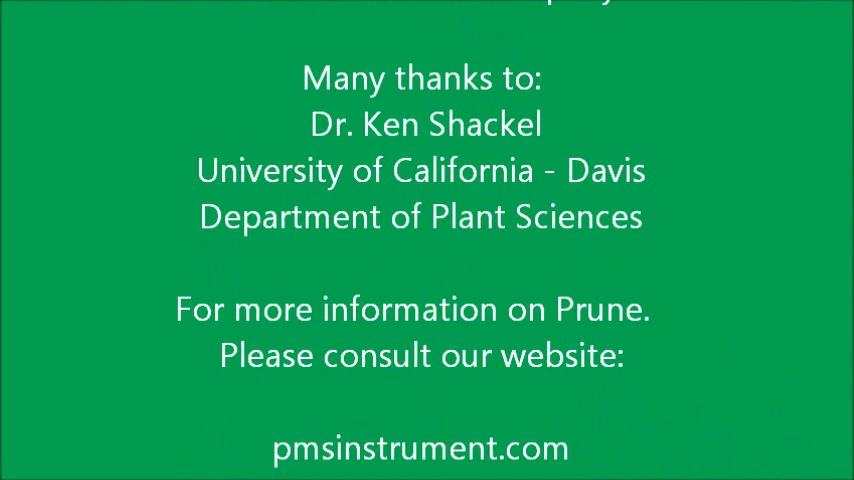 Many thanks to:
Dr. Ken Shackel
University of California - Davis
Department of Plant Sciences
For more information on Prune.
Please consult our website:
pmsinstrument.com